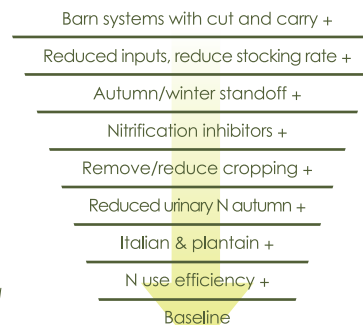 Barn systems with cut and carry +
Reduced inputs, reduce stocking rate +
Autumn/winter standoff +
Nitrification inhibitors +
Remove/reduce cropping +
Reduced urinary N autumn +
Italian & plantain +
N use efficiency +
Baseline